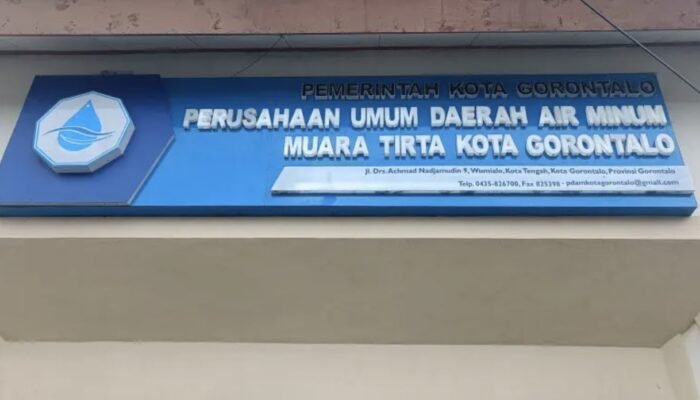 PEMERINTAH KOTA GORONTALO
PERUSAHAAN UMUM DAERAH AIR MINUM
MUARA TIRTA KOTA GORONTALO
Jl. Drs. Achmad Nadjamudin 9, Wumialo, Kota Tengah, Kota Gorontalo, Provinsi Gorontalo
Telp. 0435-826700, Fax 825398 - pdamkotagorontalo@gmail.com